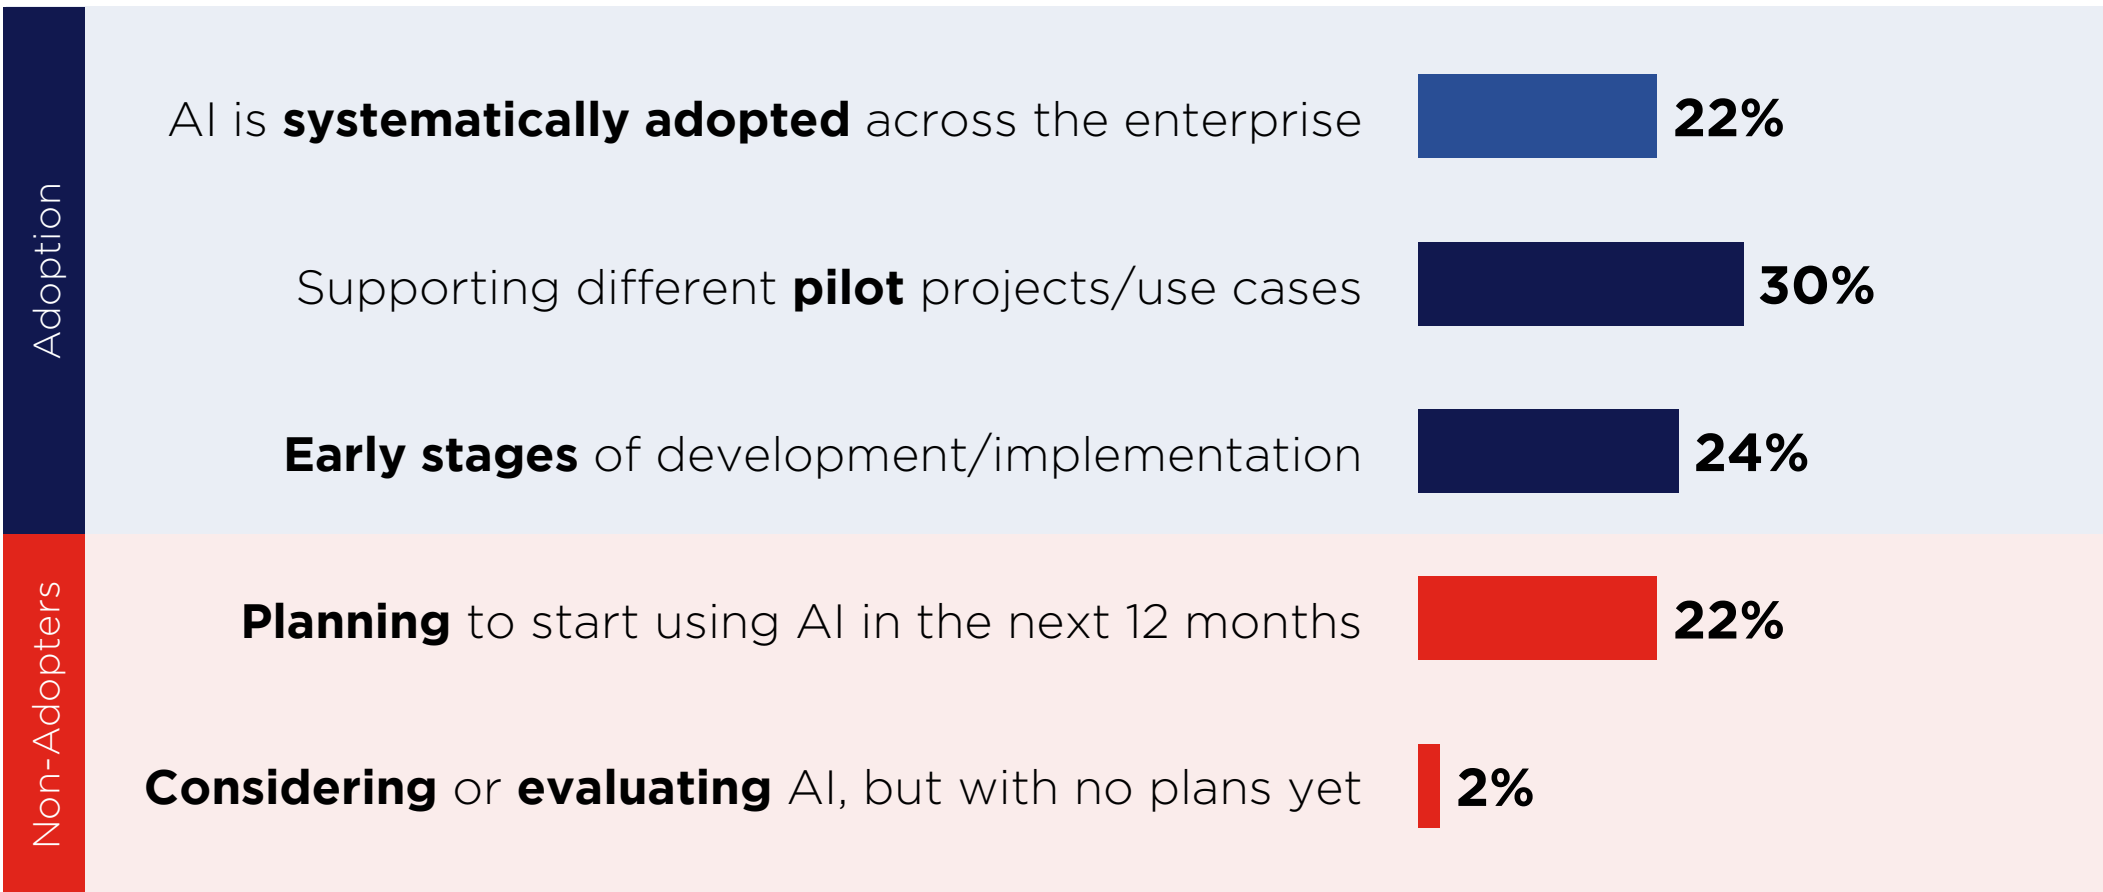 Adoption
AI is systematically adopted across the enterprise 22%
Supporting different pilot projects/use cases 30%
Early stages of development/implementation 24%
Non-Adopters
Planning to start using AI in the next 12 months 22%
Considering or evaluating AI, but with no plans yet 2%